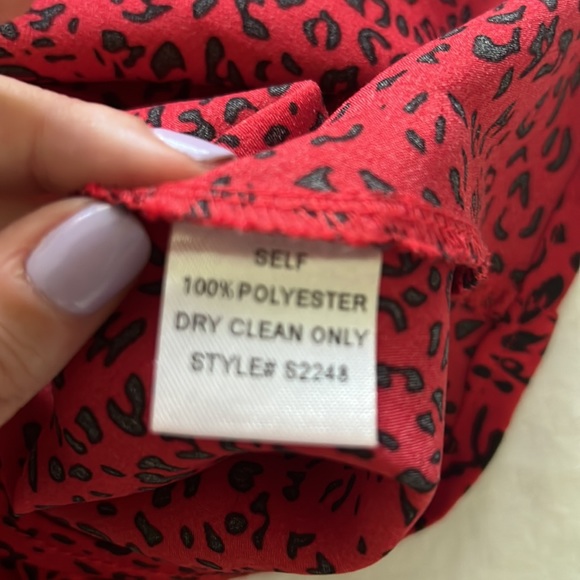 SELF
100% POLYESTER
DRY CLEAN ONLY
STYLE# S2248